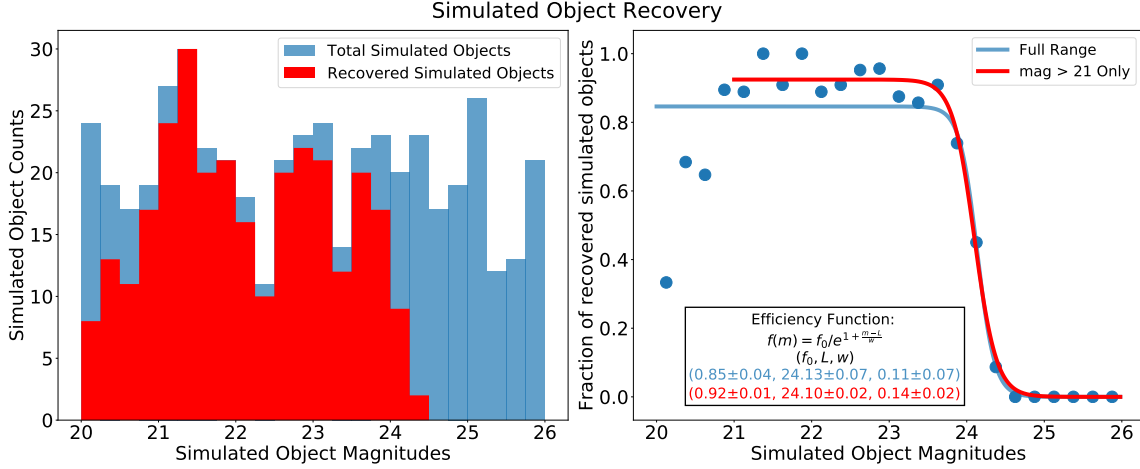 Simulated Object Recovery
30
25
20
15
10
5
0
Simulated Object Counts
Total Simulated Objects
Recovered Simulated Objects
20 21 22 23 24 25 26
Simulated Object Magnitudes
1.0
0.8
0.6
0.4
0.2
0.0
Fraction of recovered simulated objects
Full Range
mag > 21 Only
Efficiency Function:
f(m) = f₀/e^{1 + \frac{m−L}{w}}
(f₀, L, w)
(0.85±0.04, 24.13±0.07, 0.11±0.07)
(0.92±0.01, 24.10±0.02, 0.14±0.02)
20 21 22 23 24 25 26
Simulated Object Magnitudes